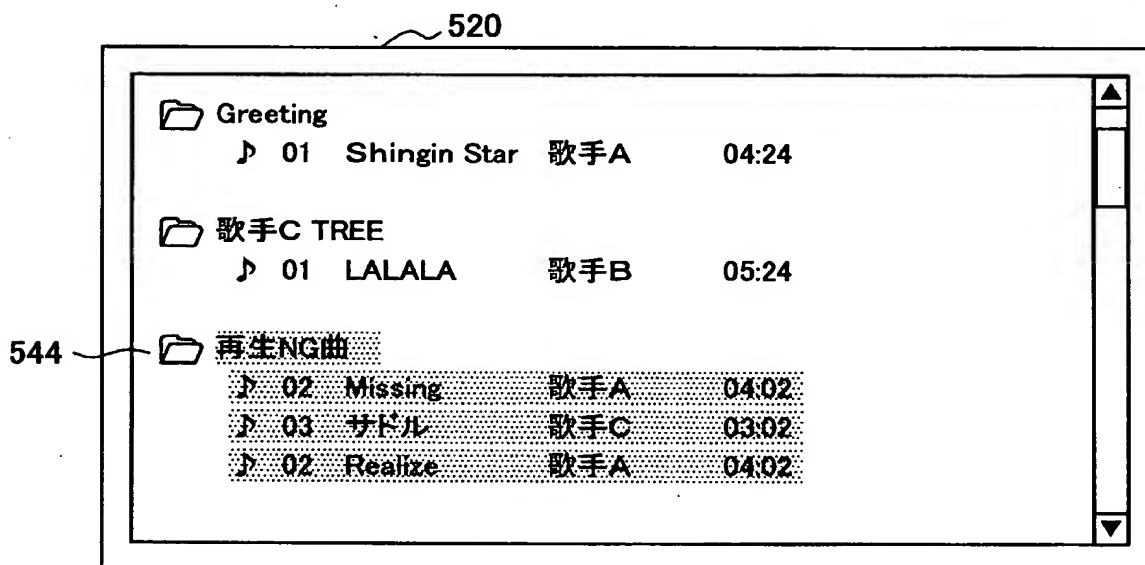 520
Greeting
♪ 01 Shingin Star 歌手A 04:24
歌手C TREE
♪ 01 LALALA 歌手B 05:24
544
再生NG曲
♪ 02 Missing 歌手A 04:02
♪ 03 サドル 歌手C 03:02
♪ 02 Realize 歌手A 04:02